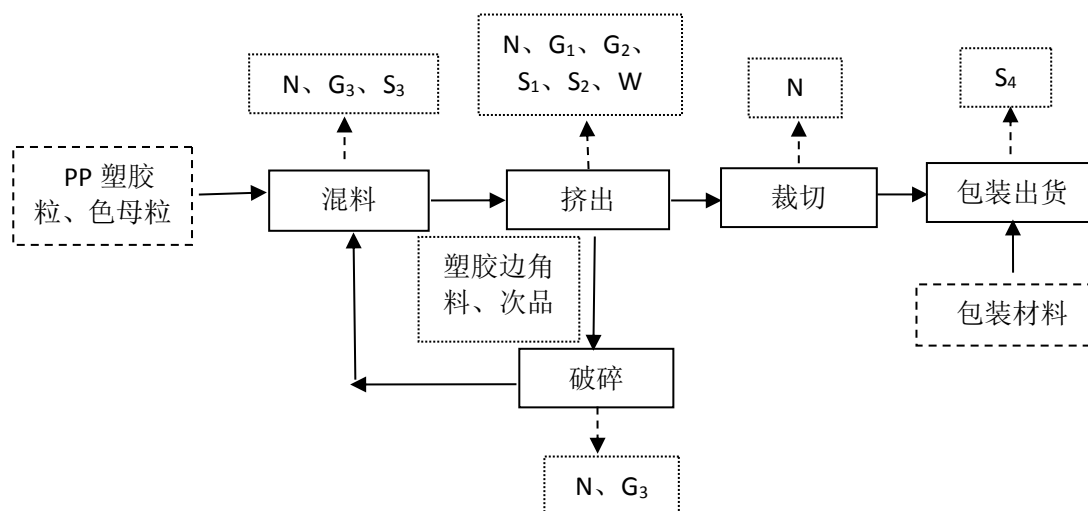 N、G₁、G₂、
S₁、S₂、W
N、G₃、S₃
N
S₄
PP 塑胶
粒、色母粒
混料
挤出
裁切
包装出货
塑胶边角
料、次品
包装材料
破碎
N、G₃